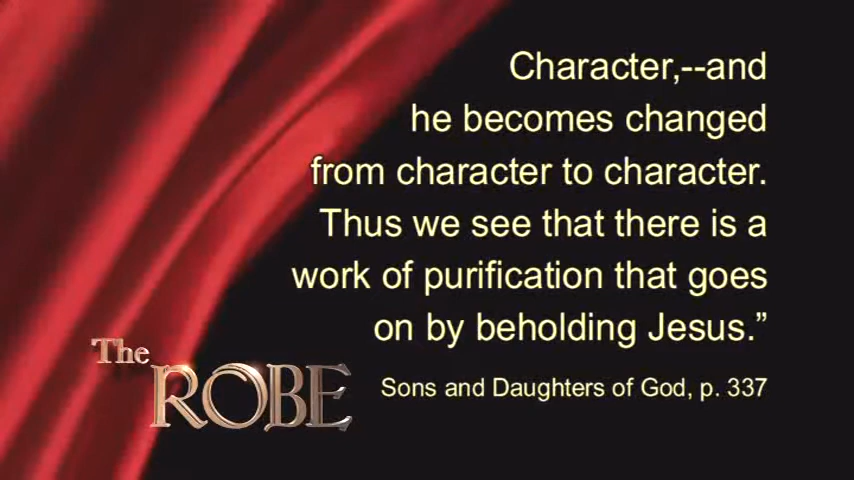 Character,--and
he becomes changed
from character to character.
Thus we see that there is a
work of purification that goes
on by beholding Jesus.”
Sons and Daughters of God, p. 337
The
ROBE